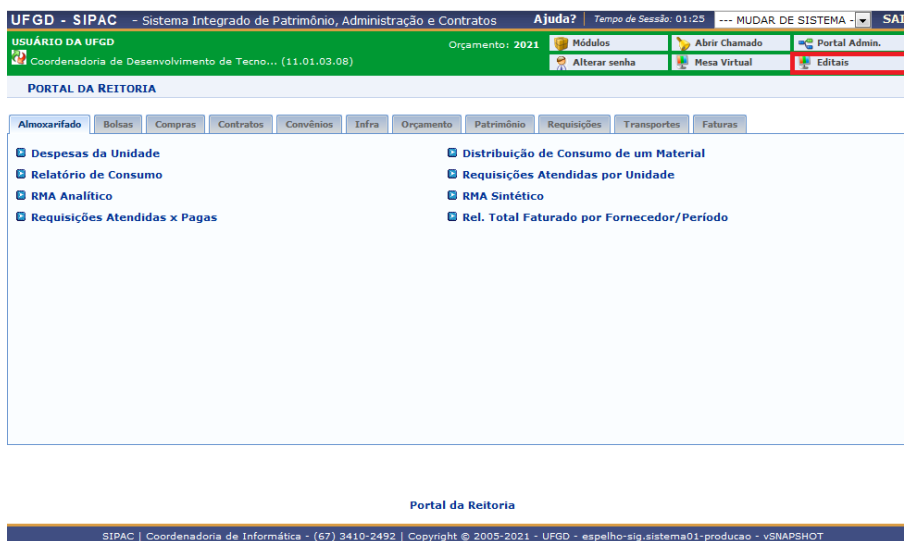 UFGD - SIPAC - Sistema Integrado de Patrimônio, Administração e Contratos Ajuda? Tempo de Sessão: 01:25 --- MUDAR DE SISTEMA - SAI
USUÁRIO DA UFGD Orçamento: 2021 Módulos Abrir Chamado Portal Admin.
Coordenadoria de Desenvolvimento de Tecno... (11.01.03.08) Alterar senha Mesa Virtual Editais
PORTAL DA REITORIA
Almoxarifado Bolsas Compras Contratos Convênios Infra Orçamento Patrimônio Requisições Transportes Faturas
Despesas da Unidade Distribuição de Consumo de um Material
Relatório de Consumo Requisições Atendidas por Unidade
RMA Analítico RMA Sintético
Requisições Atendidas x Pagas Rel. Total Faturado por Fornecedor/Período
Portal da Reitoria
SIPAC | Coordenadoria de Informática - (67) 3410-2492 | Copyright © 2005-2021 - UFGD - espelho-sig.sistema01-producao - vSNAPSHOT